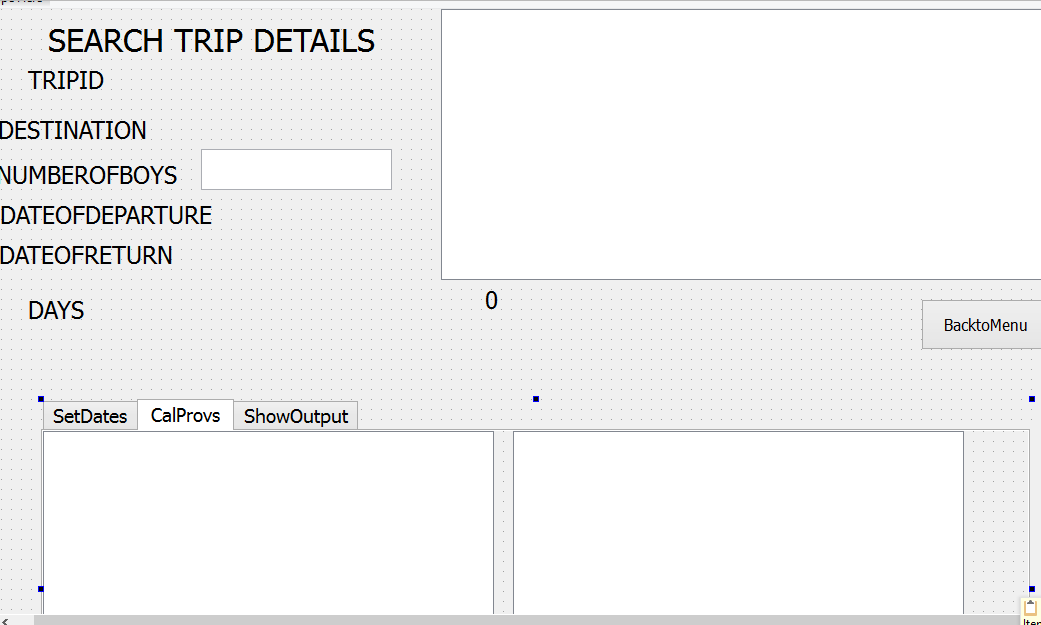 SEARCH TRIP DETAILS
TRIPID
DESTINATION
NUMBEROFBOYS
DATEOFDEPARTURE
DATEOFRETURN
0
DAYS
BacktoMenu
SetDates CalProvs ShowOutput